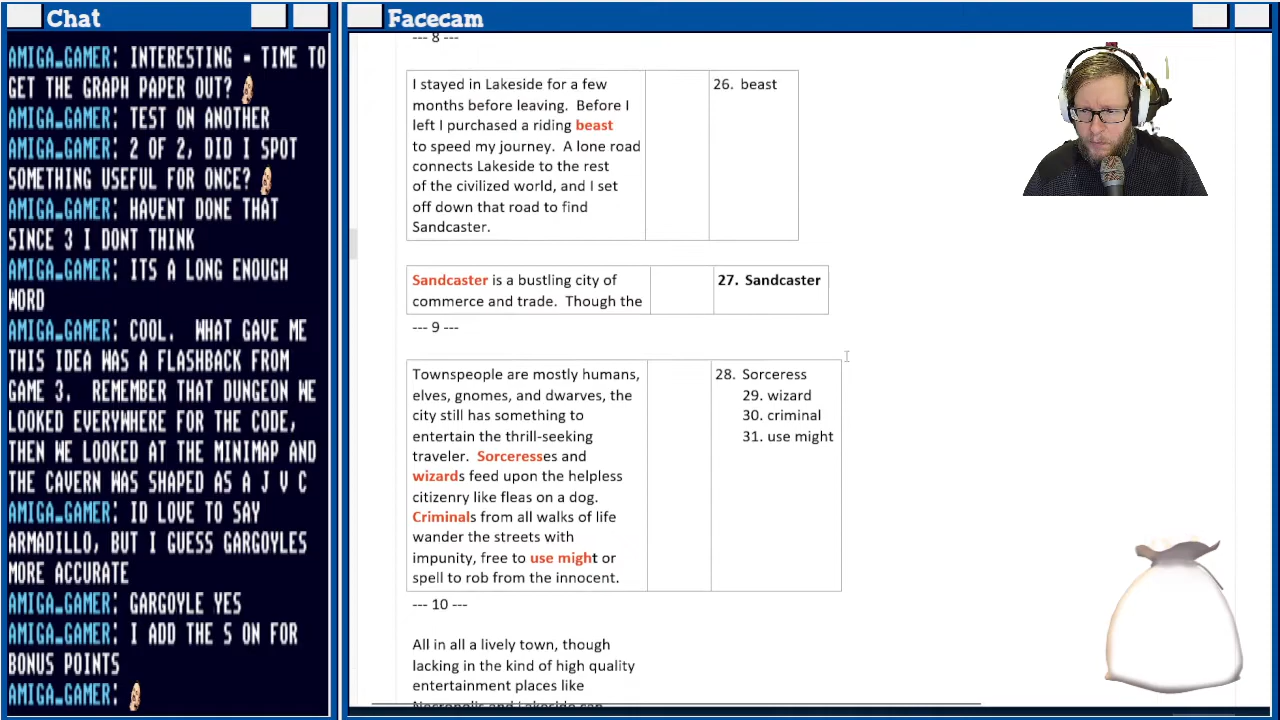 Chat
AMIGA_GAMER: INTERESTING - TIME TO
GET THE GRAPH PAPER OUT?
AMIGA_GAMER: TEST ON ANOTHER
AMIGA_GAMER: 2 OF 2, DID I SPOT
SOMETHING USEFUL FOR ONCE?
AMIGA_GAMER: HAVENT DONE THAT
SINCE 3 I DONT THINK
AMIGA_GAMER: ITS A LONG ENOUGH
WORD
AMIGA_GAMER: COOL. WHAT GAVE ME
THIS IDEA WAS A FLASHBACK FROM
GAME 3. REMEMBER THAT DUNGEON WE
LOOKED EVERYWHERE FOR THE CODE,
THEN WE LOOKED AT THE MINIMAP AND
THE CAVERN WAS SHAPED AS A J V C
AMIGA_GAMER: ID LOVE TO SAY
ARMADILLO, BUT I GUESS GARGOYLES
MORE ACCURATE
AMIGA_GAMER: GARGOYLE YES
AMIGA_GAMER: I ADD THE S ON FOR
BONUS POINTS
AMIGA_GAMER:
Facecam
--- 8 ---
I stayed in Lakeside for a few
months before leaving. Before I
left I purchased a riding beast
to speed my journey. A lone road
connects Lakeside to the rest
of the civilized world, and I set
off down that road to find
Sandcaster.
26. beast
Sandcaster is a bustling city of
commerce and trade. Though the
27. Sandcaster
--- 9 ---
Townspeople are mostly humans,
elves, gnomes, and dwarves, the
city still has something to
entertain the thrill-seeking
traveler. Sorceresses and
wizards feed upon the helpless
citizenry like fleas on a dog.
Criminals from all walks of life
wander the streets with
impunity, free to use might or
spell to rob from the innocent.
28. Sorceress
29. wizard
30. criminal
31. use might
--- 10 ---
All in all a lively town, though
lacking in the kind of high quality
entertainment places like
Necropolis and Lakeside can